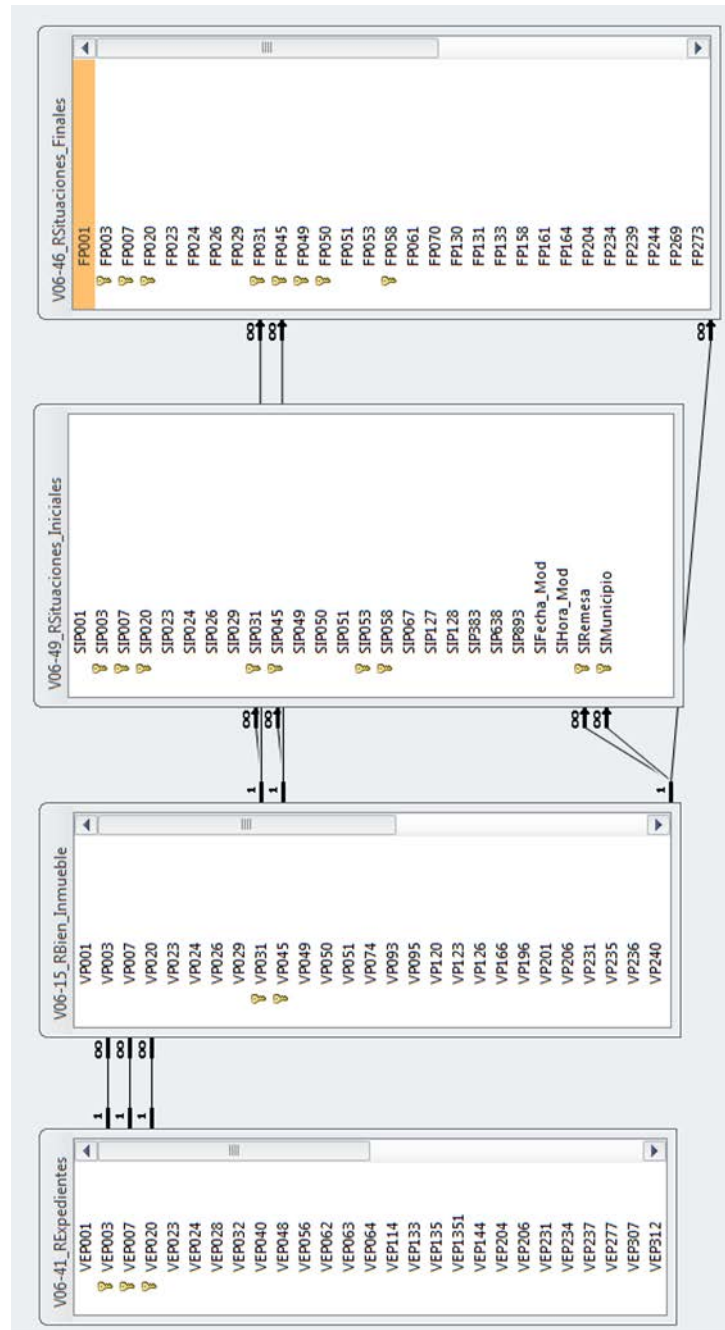 V06-41_RExpedientes
VEP001
VEP003
VEP007
VEP020
VEP023
VEP024
VEP028
VEP032
VEP040
VEP048
VEP056
VEP062
VEP063
VEP064
VEP114
VEP133
VEP135
VEP1351
VEP144
VEP204
VEP206
VEP231
VEP234
VEP237
VEP277
VEP307
VEP312
1
1
1
∞
∞
∞
V06-15_RBien_Inmueble
VP001
VP003
VP007
VP020
VP023
VP024
VP026
VP029
VP031
VP045
VP049
VP050
VP051
VP074
VP093
VP095
VP120
VP123
VP126
VP166
VP196
VP201
VP206
VP231
VP235
VP236
VP240
1
1
1
∞
∞
∞
∞
V06-49_RSituaciones_Iniciales
SIP001
SIP003
SIP007
SIP020
SIP023
SIP024
SIP026
SIP029
SIP031
SIP045
SIP049
SIP050
SIP051
SIP053
SIP058
SIP067
SIP127
SIP128
SIP383
SIP638
SIP893
SIFecha_Mod
SIHora_Mod
SIRemesa
SIMunicipio
∞
∞
∞
V06-46_RSituaciones_Finales
FP001
FP003
FP007
FP020
FP023
FP024
FP026
FP029
FP031
FP045
FP049
FP050
FP051
FP053
FP058
FP061
FP070
FP130
FP131
FP133
FP158
FP161
FP164
FP204
FP234
FP239
FP244
FP269
FP273